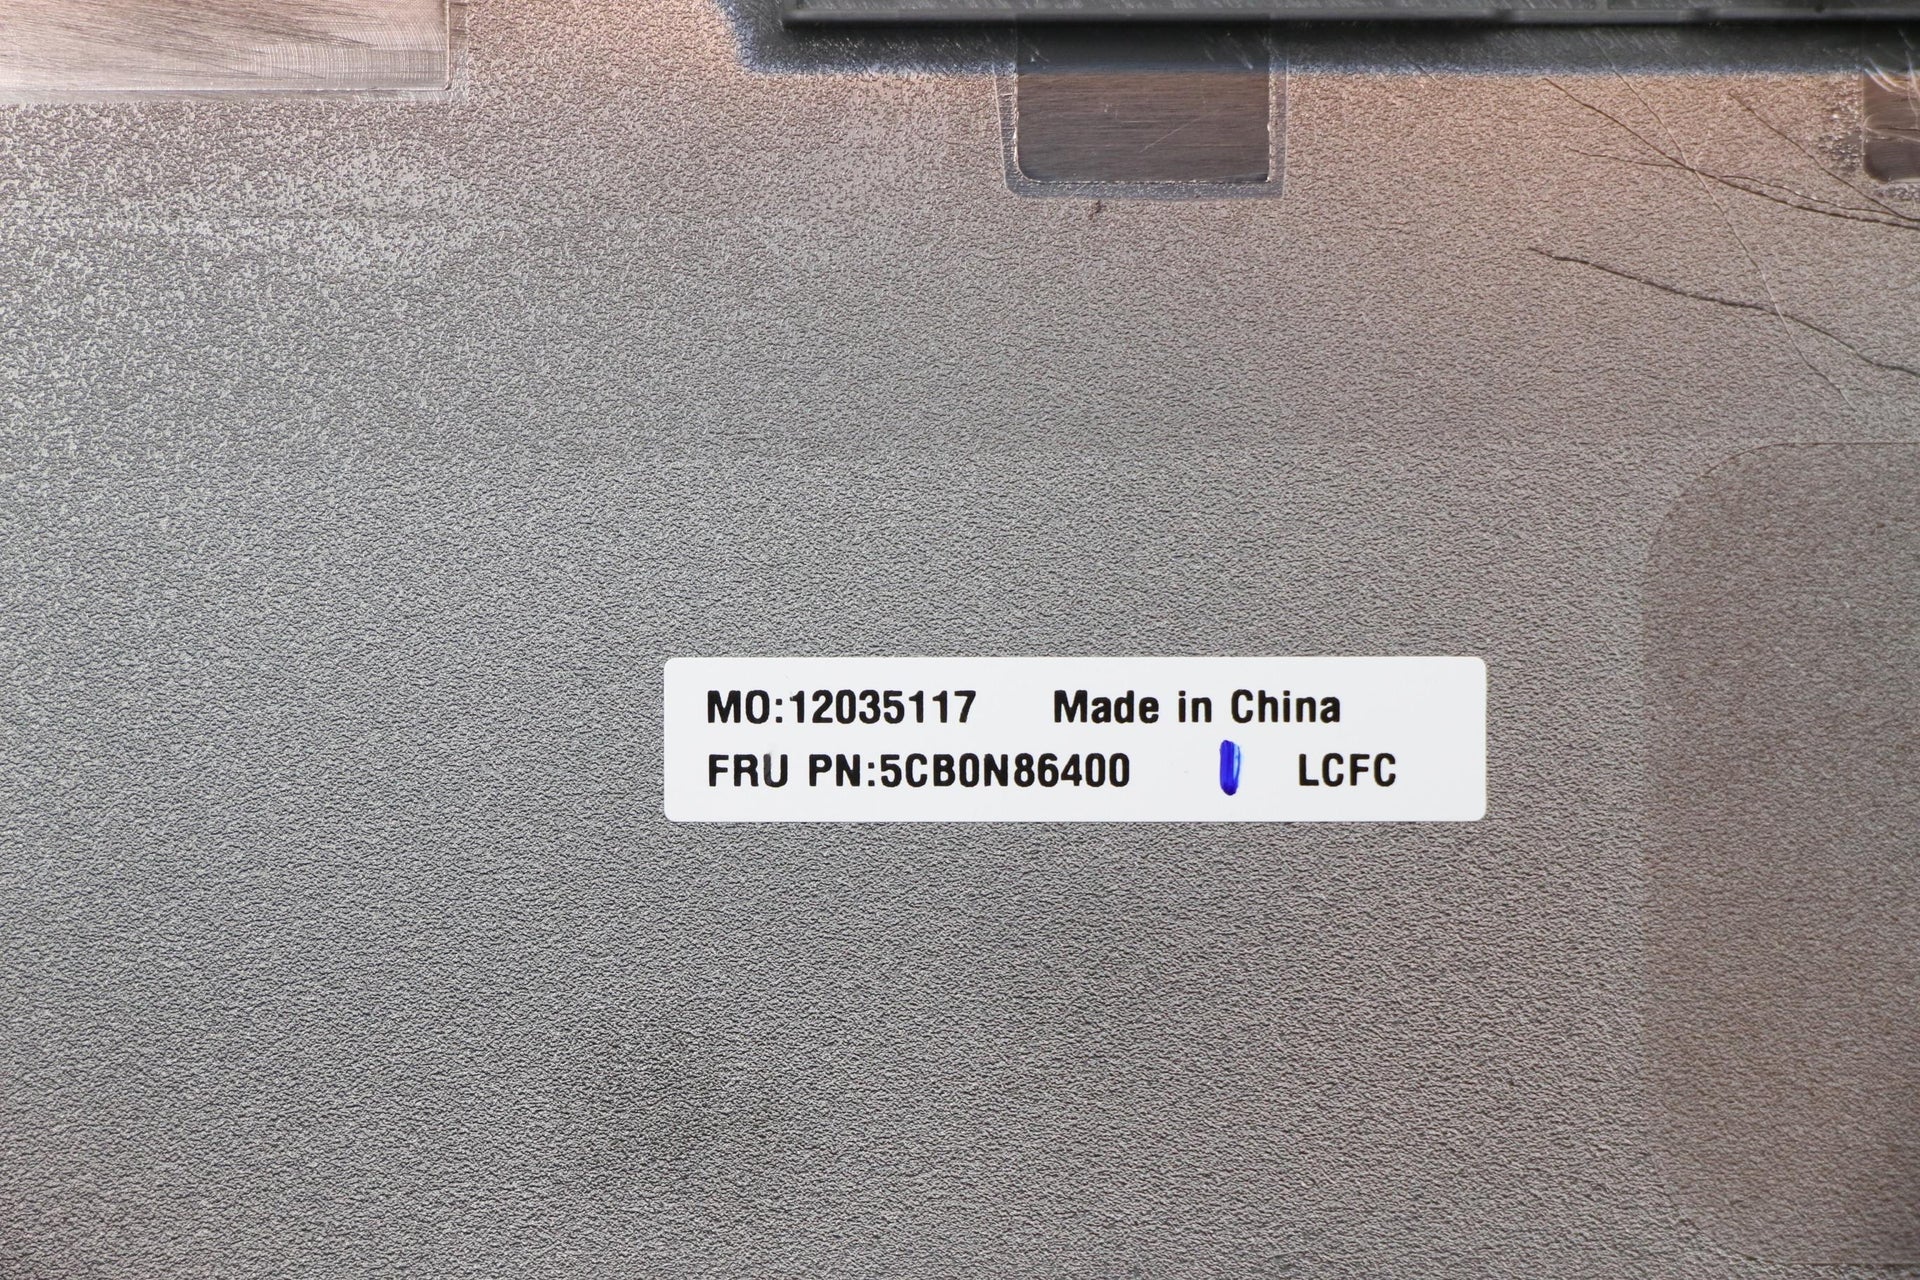 MO:12035117 Made in China
FRU PN:5CB0N86400 LCFC